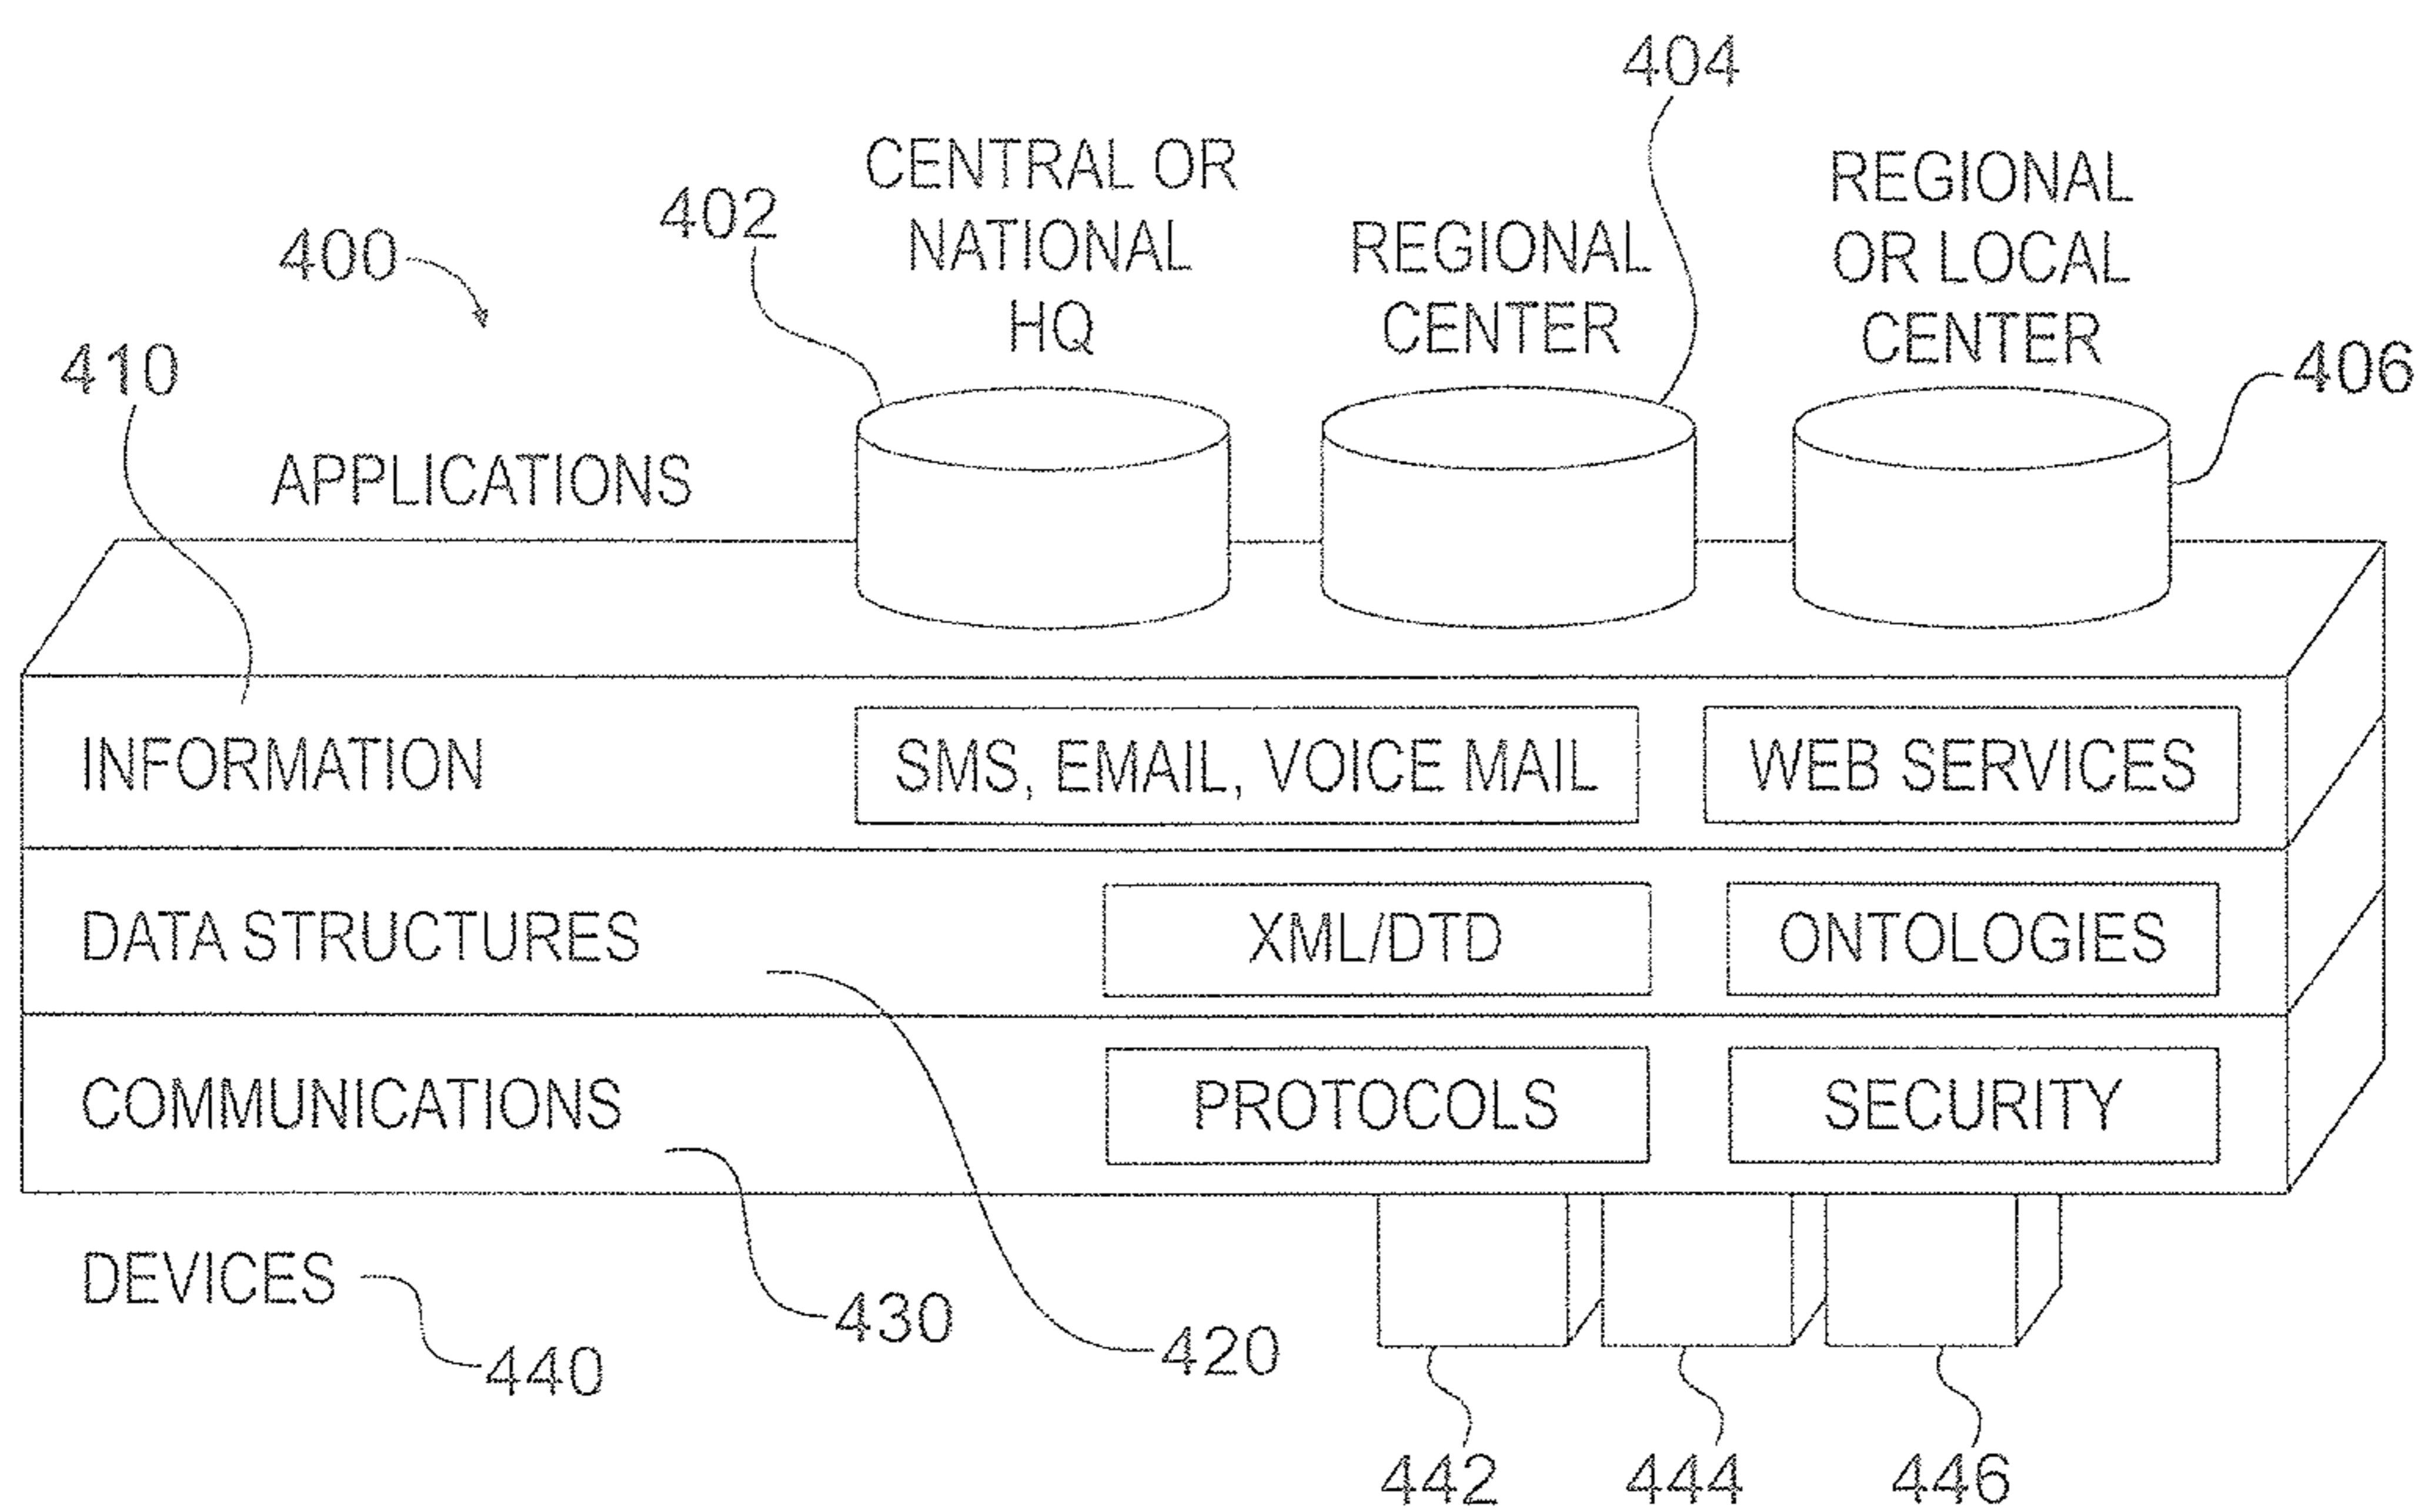 404
CENTRAL OR
NATIONAL
HQ
402
REGIONAL
CENTER
REGIONAL
OR LOCAL
CENTER
400
410
406
APPLICATIONS
INFORMATION
SMS, EMAIL, VOICE MAIL
WEB SERVICES
DATA STRUCTURES
XML/DTD
ONTOLOGIES
COMMUNICATIONS
PROTOCOLS
SECURITY
DEVICES
430
420
440
442
444
446